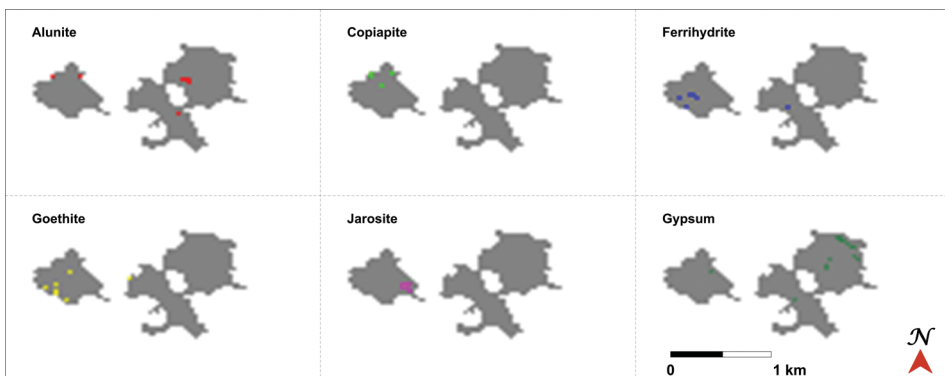 Alunite
Copiapite
Ferrihydrite
Goethite
Jarosite
Gypsum
N
0 1 km